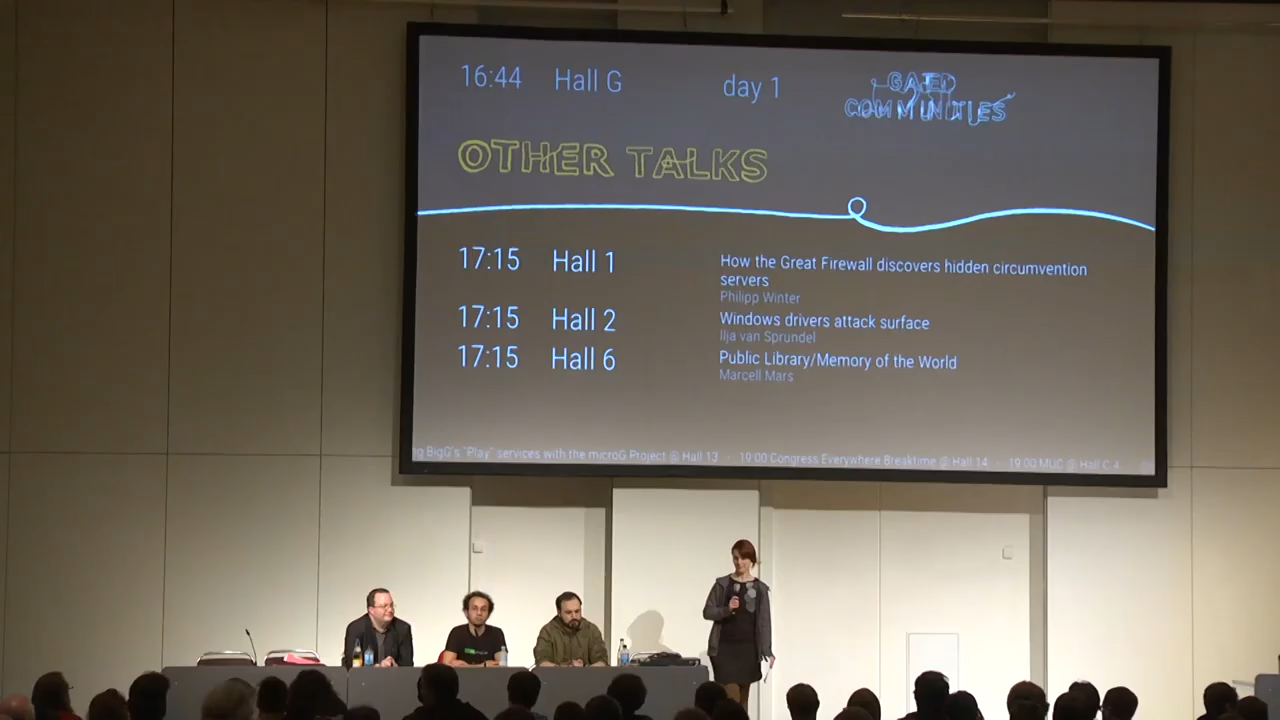 16:44 Hall G day 1
GATED
COMMUNITIES
OTHER TALKS
17:15 Hall 1 How the Great Firewall discovers hidden circumvention
servers
Philipp Winter
17:15 Hall 2 Windows drivers attack surface
Ilja van Sprundel
17:15 Hall 6 Public Library/Memory of the World
Marcell Mars
g BigG's "Play" services with the microG Project @ Hall 13 · 19:00 Congress Everywhere Breaktime @ Hall 14 · 19:00 MUC @ Hall C.4